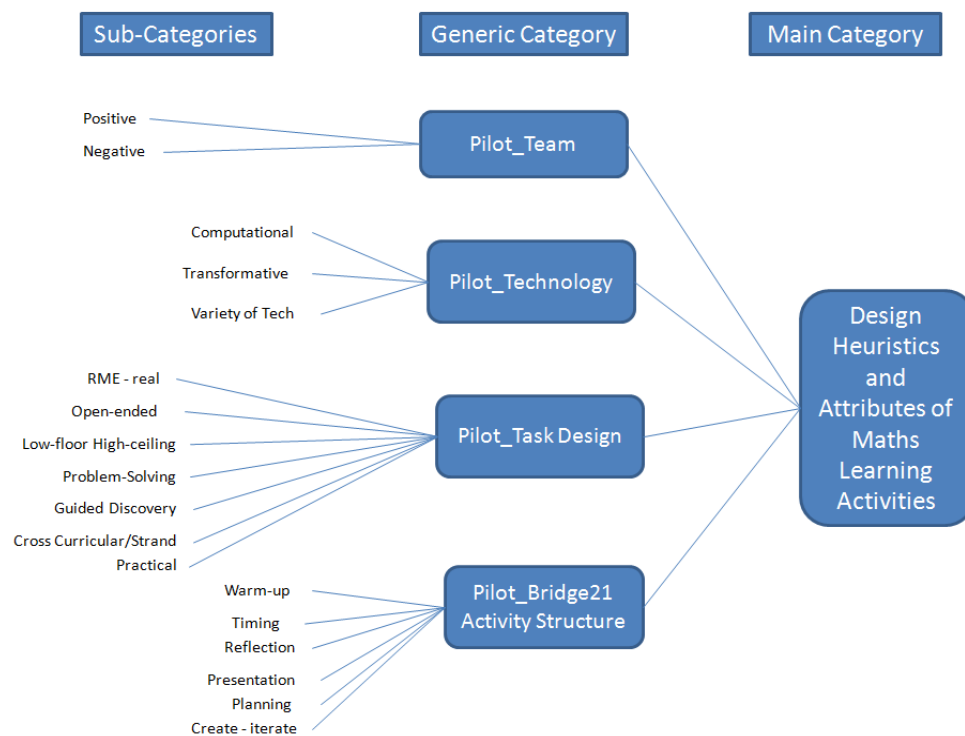 Sub-Categories
Generic Category
Main Category
Positive
Negative
Pilot_Team
Computational
Transformative
Variety of Tech
Pilot_Technology
RME - real
Open-ended
Low-floor High-ceiling
Problem-Solving
Guided Discovery
Cross Curricular/Strand
Practical
Pilot_Task Design
Warm-up
Timing
Reflection
Presentation
Planning
Create - iterate
Pilot_Bridge21
Activity Structure
Design
Heuristics
and
Attributes of
Maths
Learning
Activities